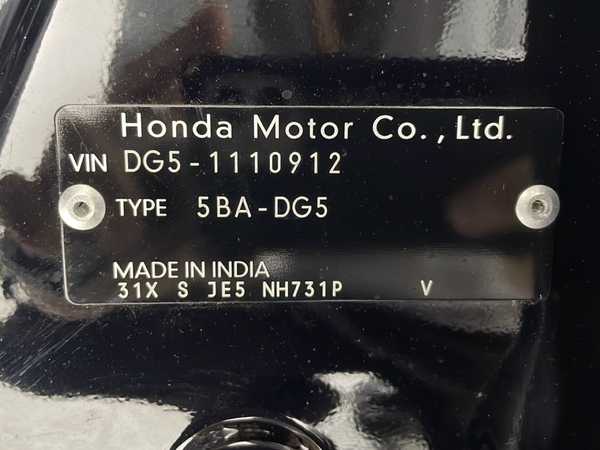 Honda Motor Co., Ltd.
VIN DG5-1110912
TYPE 5BA-DG5
MADE IN INDIA
31X S JE5 NH731P V